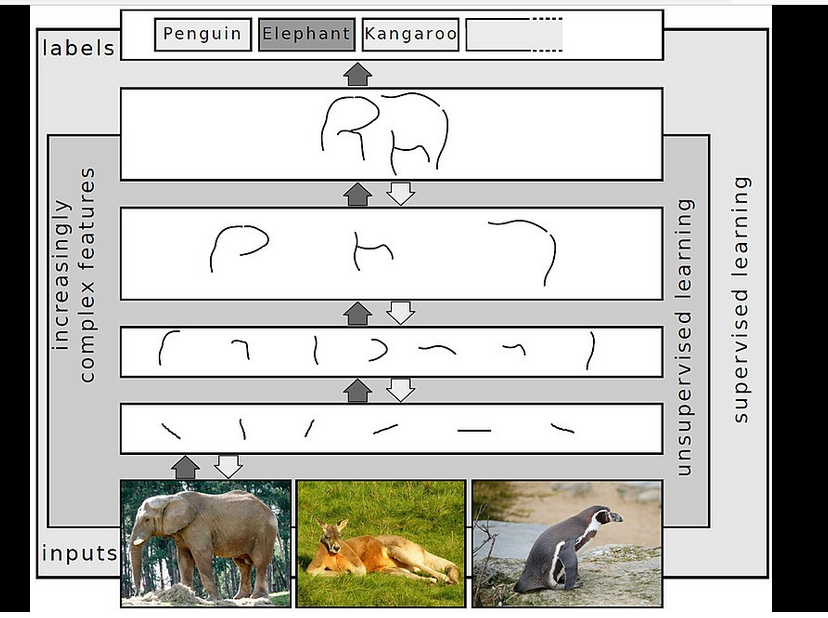 labels
Penguin
Elephant
Kangaroo
increasingly
complex features
unsupervised learning
supervised learning
inputs